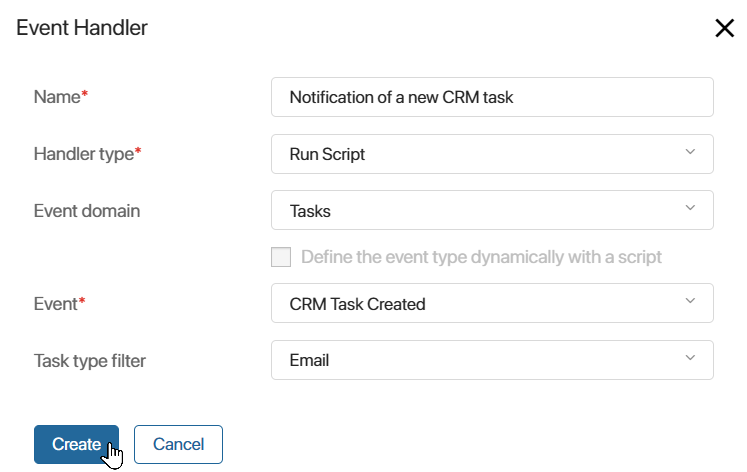 Event Handler
Name* Notification of a new CRM task
Handler type* Run Script
Event domain Tasks
Define the event type dynamically with a script
Event* CRM Task Created
Task type filter Email
Create Cancel